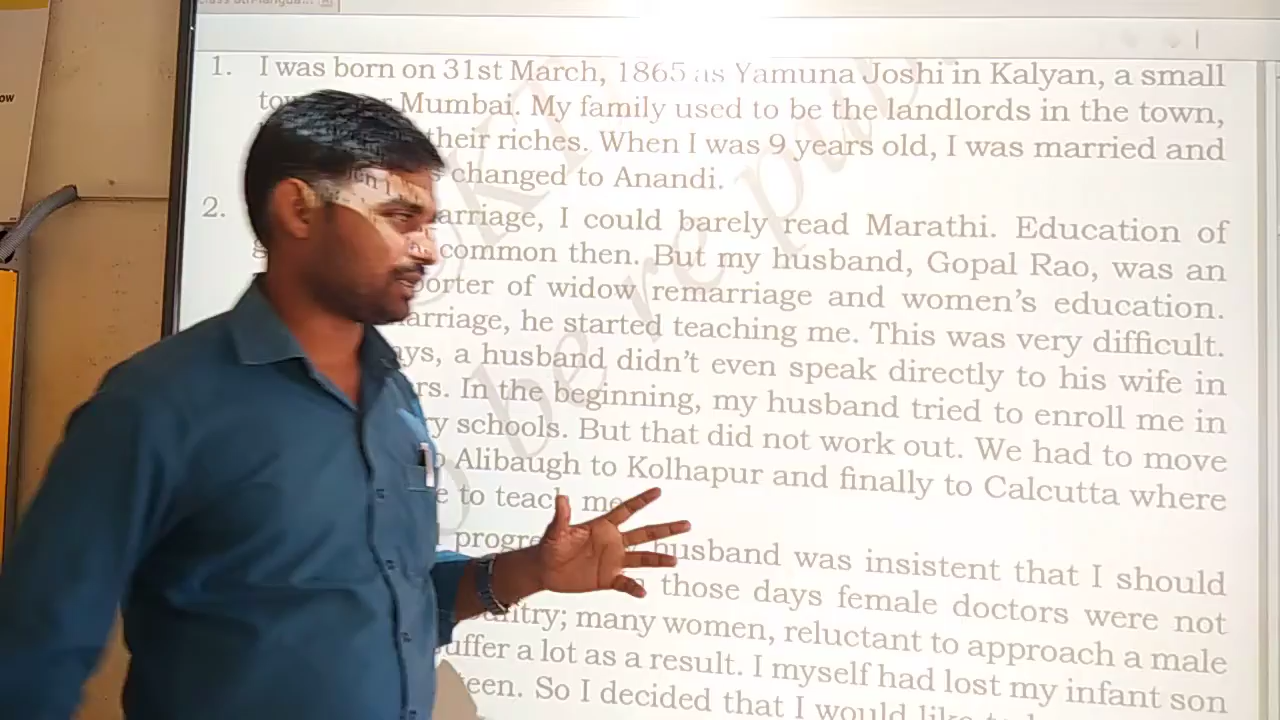 1. I was born on 31st March, 1865 as Yamuna Joshi in Kalyan, a small
Mumbai. My family used to be the landlords in the town,
their riches. When I was 9 years old, I was married and
changed to Anandi.
2. arriage, I could barely read Marathi. Education of
common then. But my husband, Gopal Rao, was an
porter of widow remarriage and women's education.
arriage, he started teaching me. This was very difficult.
ays, a husband didn't even speak directly to his wife in
rs. In the beginning, my husband tried to enroll me in
ry schools. But that did not work out. We had to move
Alibaugh to Kolhapur and finally to Calcutta where
e to teach me
progre husband was insistent that I should
those days female doctors were not
ntry; many women, reluctant to approach a male
uffer a lot as a result. I myself had lost my infant son
een. So I decided that I would like
be re pu